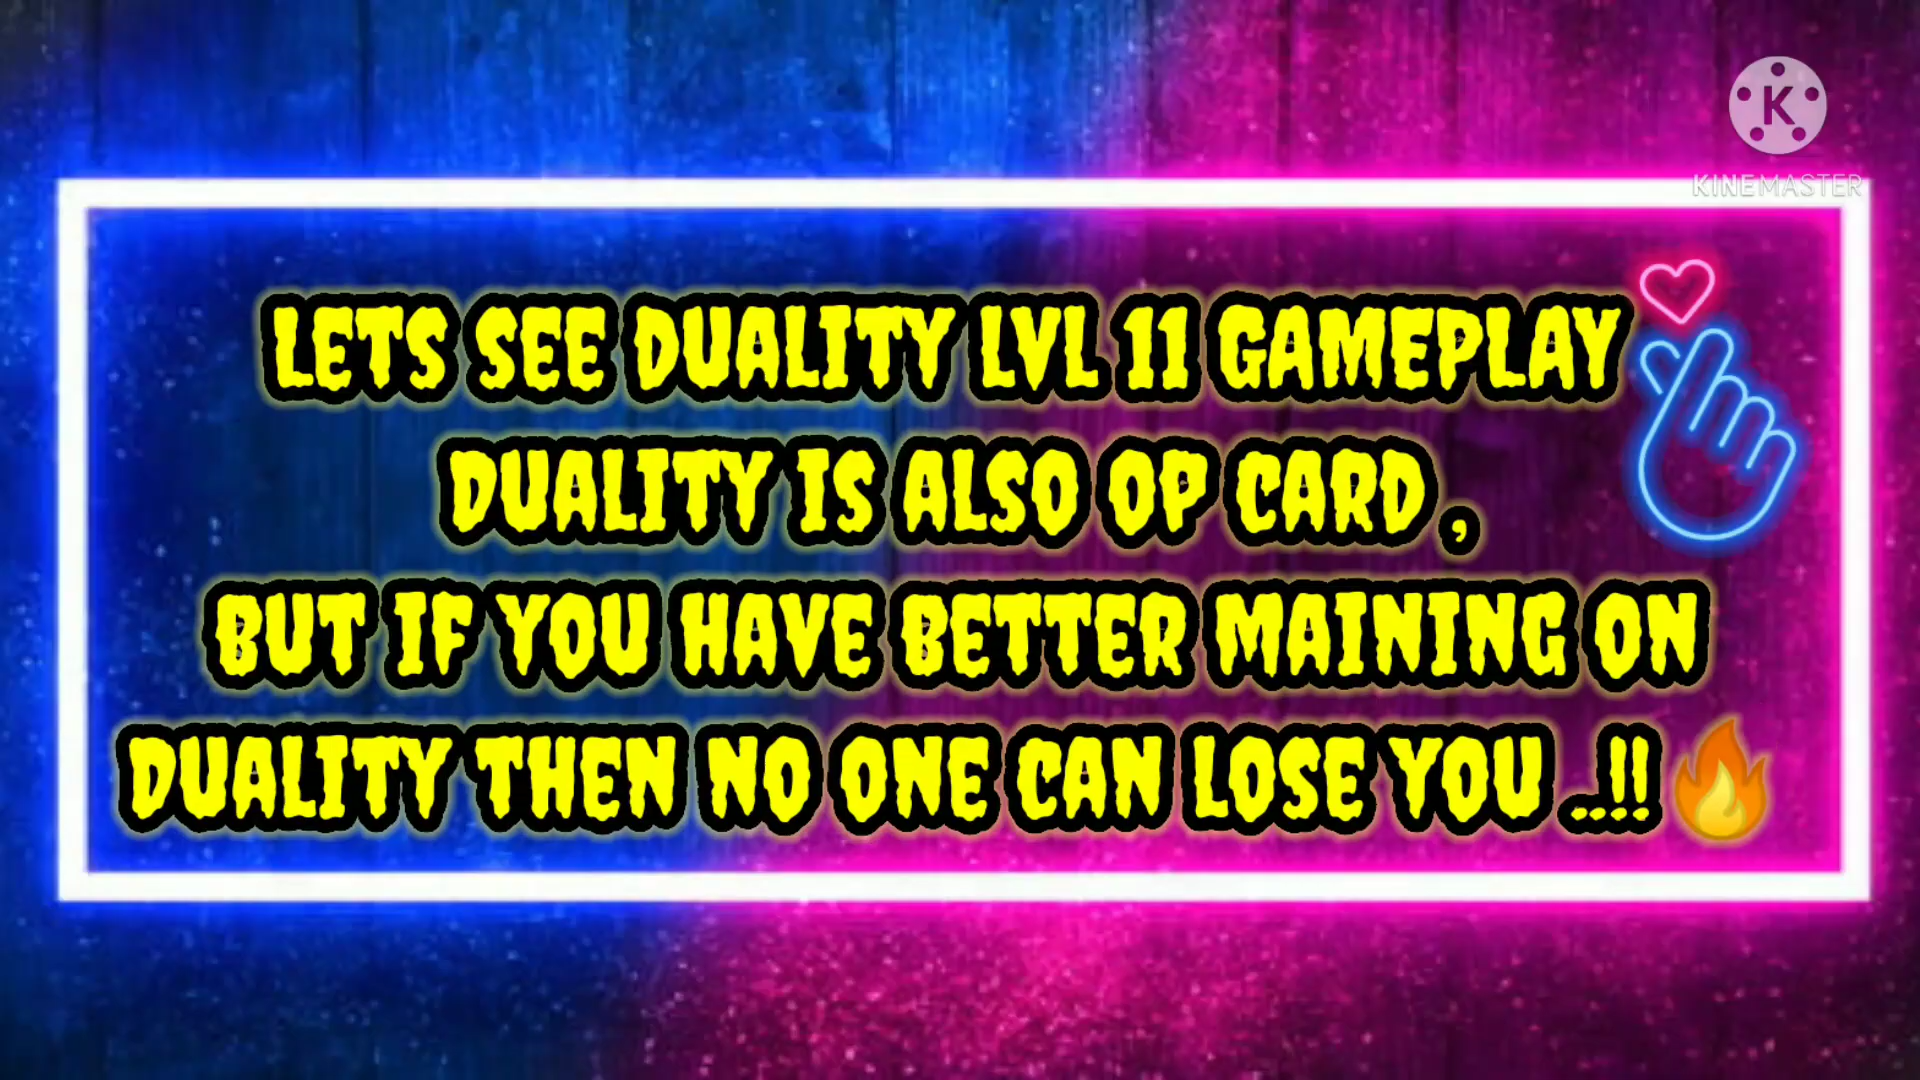 K
KINEMASTER
LETS SEE DUALITY LVL 11 GAMEPLAY
DUALITY IS ALSO OP CARD ,
BUT IF YOU HAVE BETTER MAINING ON
DUALITY THEN NO ONE CAN LOSE YOU ..!!🔥